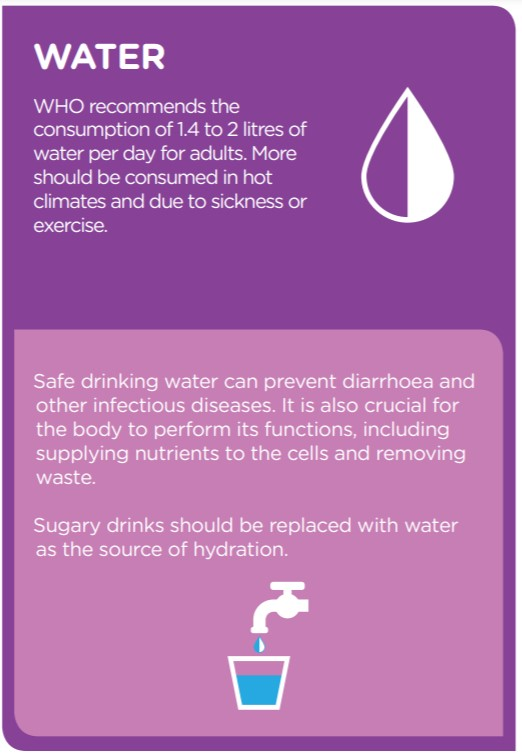 WATER
WHO recommends the
consumption of 1.4 to 2 litres of
water per day for adults. More
should be consumed in hot
climates and due to sickness or
exercise.
Safe drinking water can prevent diarrhoea and
other infectious diseases. It is also crucial for
the body to perform its functions, including
supplying nutrients to the cells and removing
waste.
Sugary drinks should be replaced with water
as the source of hydration.